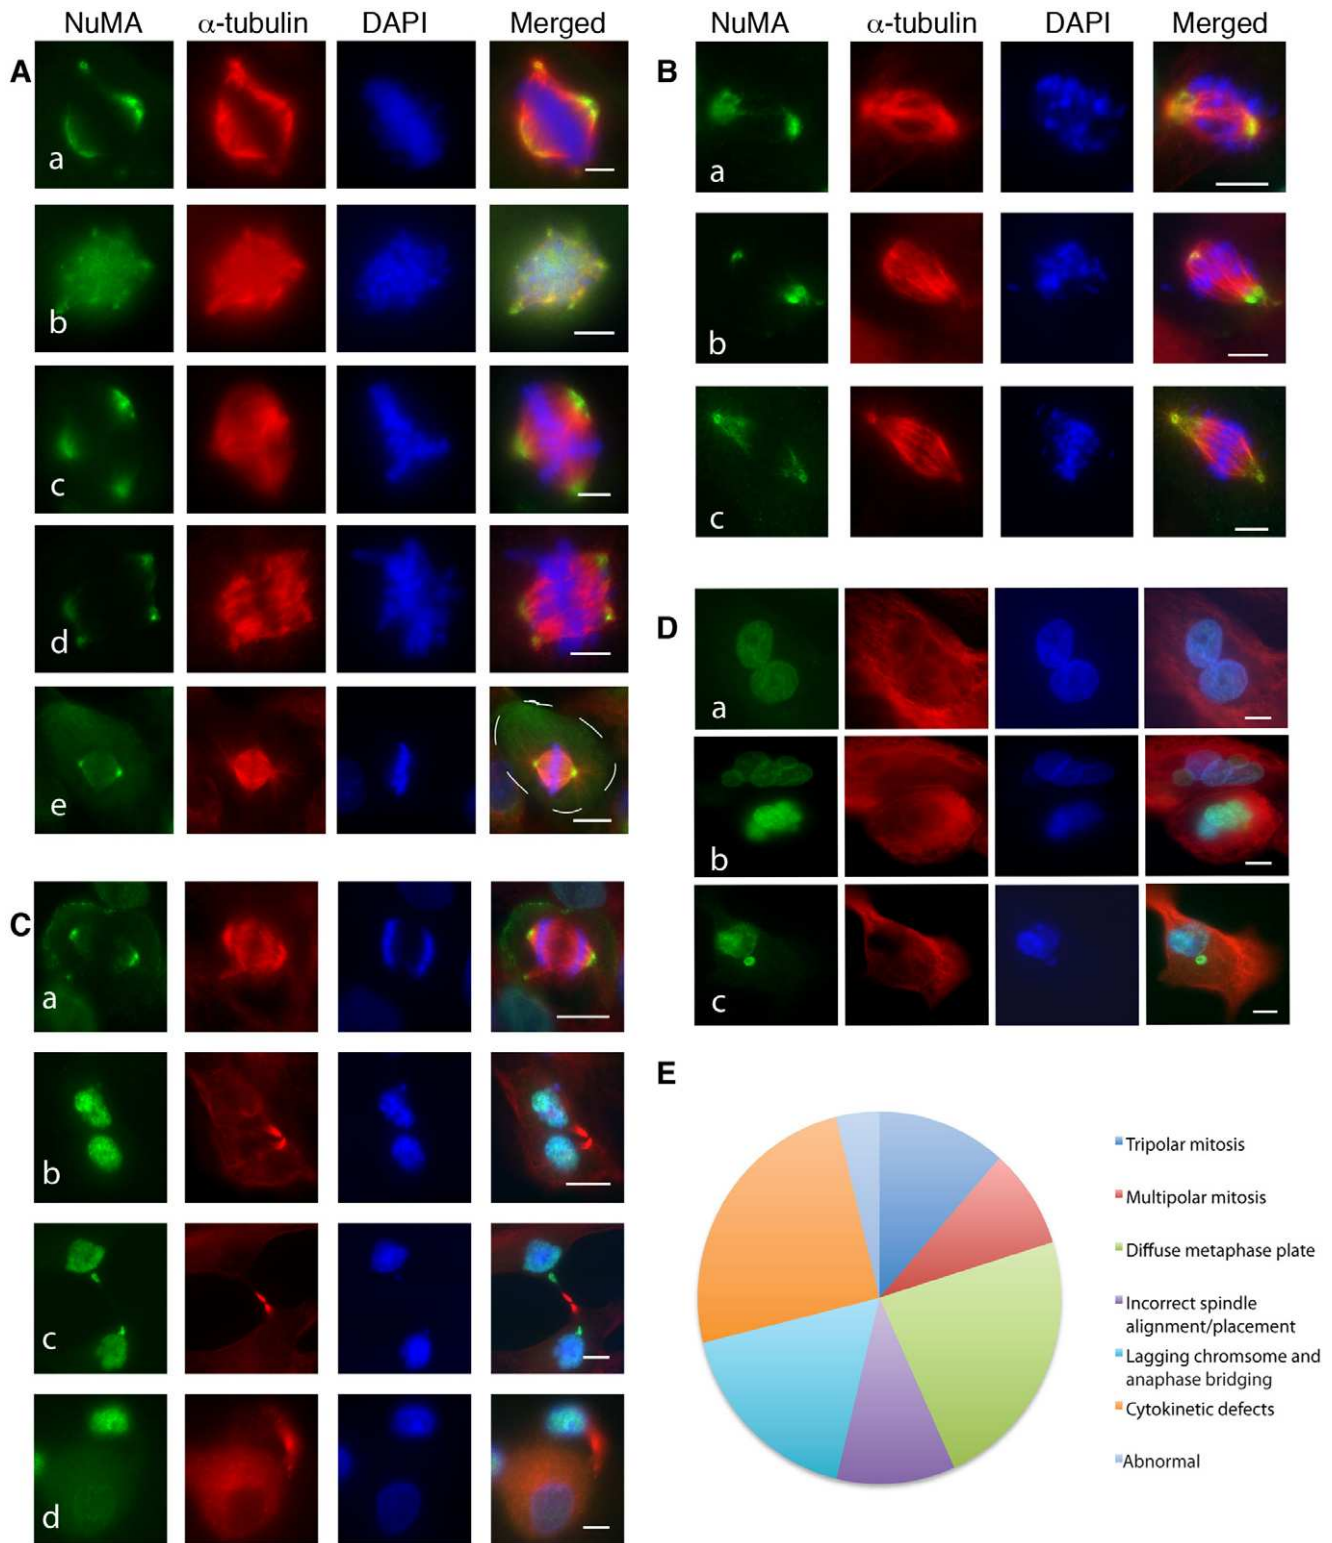 NuMA α-tubulin DAPI Merged
A
a
b
c
d
e
NuMA α-tubulin DAPI Merged
B
a
b
c
C
a
b
c
d
D
a
b
c
E
Tripolar mitosis
Multipolar mitosis
Diffuse metaphase plate
Incorrect spindle
alignment/placement
Lagging chromsome and
anaphase bridging
Cytokinetic defects
Abnormal